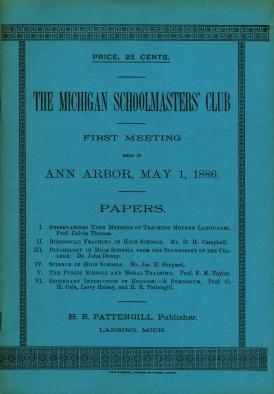 PRICE, 25 CENTS.
THE MICHIGAN SCHOOLMASTERS' CLUB
FIRST MEETING
HELD IN
ANN ARBOR, MAY 1, 1886.
PAPERS.
I. OBSERVATIONS UPON METHODS OF TEACHING MODERN LANGUAGES.
Prof. Calvin Thomas.
II. BIOLOGICAL TEACHING IN HIGH SCHOOLS. Mr. D. H. Campbell.
III. PSYCHOLOGY IN HIGH SCHOOLS FROM THE STANDPOINT OF THE COL-
LEGE. Dr. John Dewey.
IV. SCIENCE IN HIGH SCHOOLS. Mr. Jas. H. Shepard.
V. THE PUBLIC SCHOOLS AND MORAL TRAINING. Prof. F. M. Taylor.
VI. SECONDARY INSTRUCTION IN ENGLISH.—A SYMPOSIUM. Prof. C.
H. Cole, Leroy Halsey, and H. R. Pattengill.
H. R. PATTENGILL, Publisher.
LANSING, MICH.